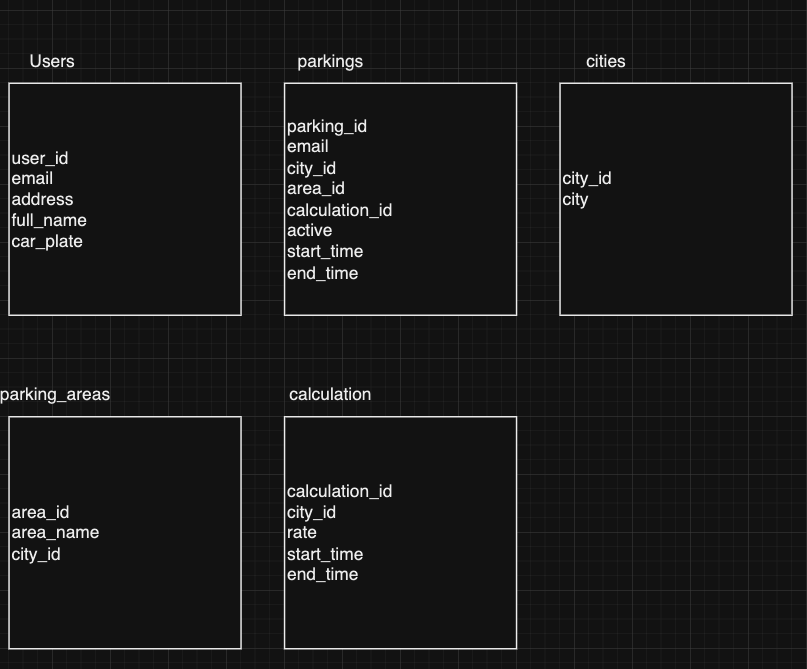 Users
user_id
email
address
full_name
car_plate
parkings
parking_id
email
city_id
area_id
calculation_id
active
start_time
end_time
cities
city_id
city
parking_areas
area_id
area_name
city_id
calculation
calculation_id
city_id
rate
start_time
end_time